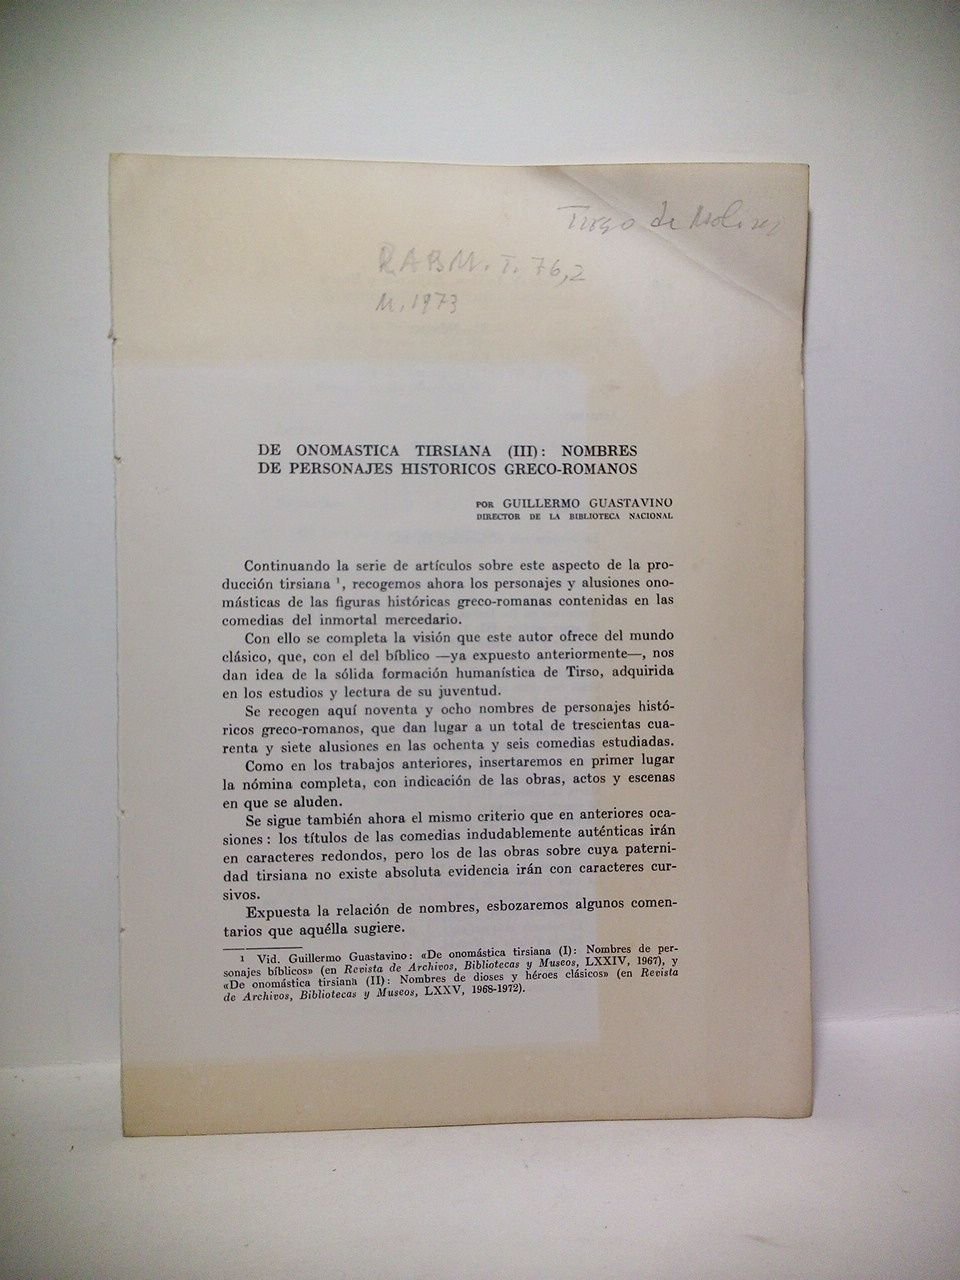 Tirso de Molina
RABM. T. 76,2
M. 1973
DE ONOMASTICA TIRSIANA (III): NOMBRES
DE PERSONAJES HISTORICOS GRECO-ROMANOS
POR GUILLERMO GUASTAVINO
DIRECTOR DE LA BIBLIOTECA NACIONAL
Continuando la serie de artículos sobre este aspecto de la pro-
ducción tirsiana ¹, recogemos ahora los personajes y alusiones ono-
másticas de las figuras históricas greco-romanas contenidas en las
comedias del inmortal mercedario.
Con ello se completa la visión que este autor ofrece del mundo
clásico, que, con el del bíblico —ya expuesto anteriormente—, nos
dan idea de la sólida formación humanística de Tirso, adquirida
en los estudios y lectura de su juventud.
Se recogen aquí noventa y ocho nombres de personajes histó-
ricos greco-romanos, que dan lugar a un total de trescientas cua-
renta y siete alusiones en las ochenta y seis comedias estudiadas.
Como en los trabajos anteriores, insertaremos en primer lugar
la nómina completa, con indicación de las obras, actos y escenas
en que se aluden.
Se sigue también ahora el mismo criterio que en anteriores oca-
siones: los títulos de las comedias indudablemente auténticas irán
en caracteres redondos, pero los de las obras sobre cuya paterni-
dad tirsiana no existe absoluta evidencia irán con caracteres cur-
sivos.
Expuesta la relación de nombres, esbozaremos algunos comen-
tarios que aquélla sugiere.
¹ Vid. Guillermo Guastavino: «De onomástica tirsiana (I): Nombres de per-
sonajes bíblicos» (en Revista de Archivos, Bibliotecas y Museos, LXXIV, 1967), y
«De onomástica tirsiana (II): Nombres de dioses y héroes clásicos» (en Revista
de Archivos, Bibliotecas y Museos, LXXV, 1968-1972).